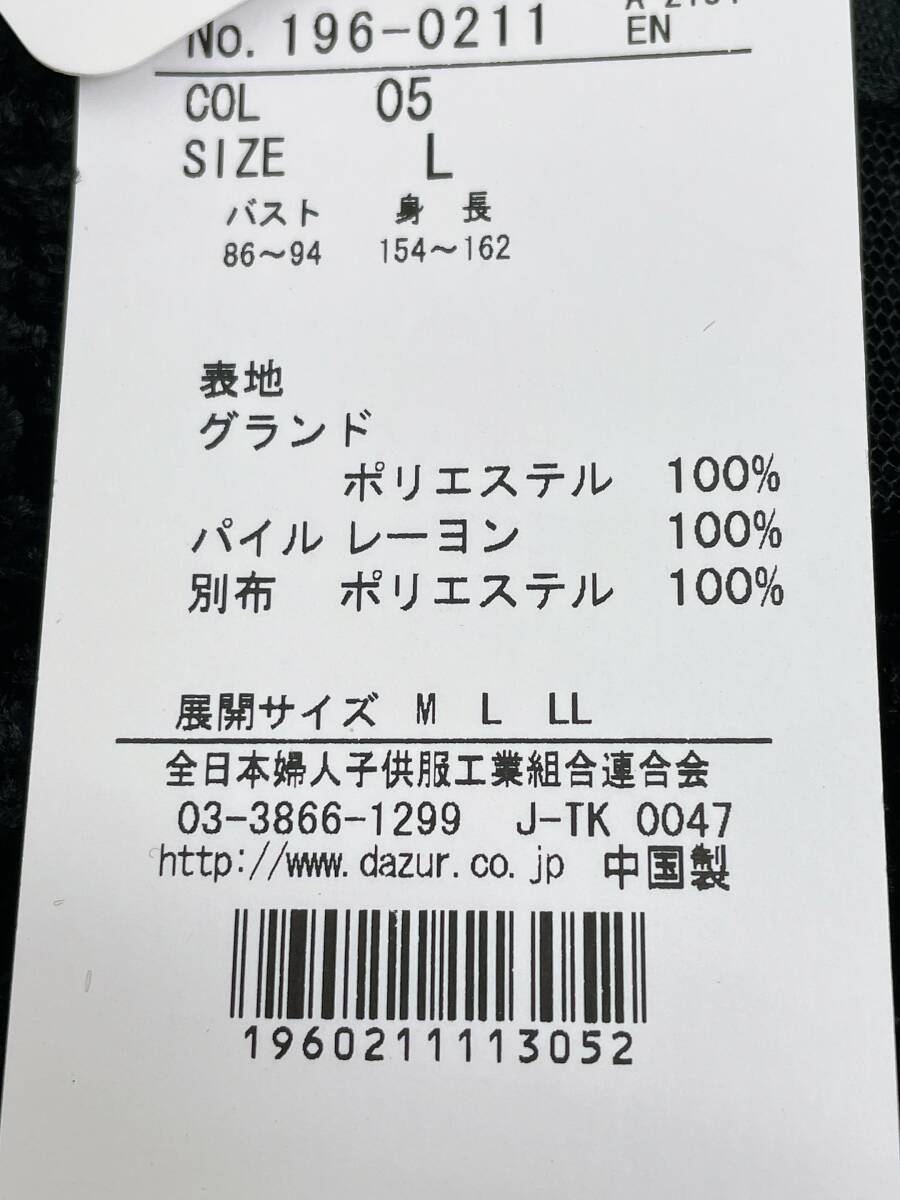 No. 196-0211
EN
COL 05
SIZE L
バスト 身長
86〜94 154〜162
表地
グランド
ポリエステル 100%
パイル レーヨン 100%
別布 ポリエステル 100%
展開サイズ M L LL
全日本婦人子供服工業組合連合会
03-3866-1299 J-TK 0047
http://www.dazur.co.jp 中国製
1960211113052